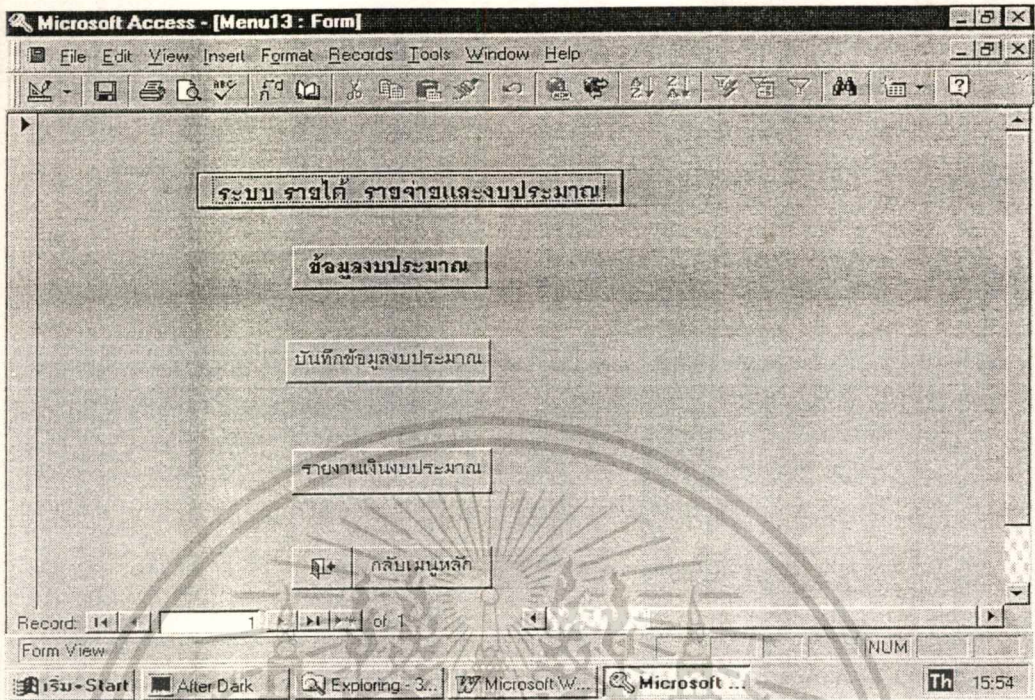 Microsoft Access - [Menu13 : Form]
File Edit View Insert Format Records Tools Window Help
ระบบ รายได้ รายจ่ายและงบประมาณ
ข้อมูลงบประมาณ
บันทึกข้อมูลงบประมาณ
รายงานเงินงบประมาณ
กลับเมนูหลัก
Record: 1 of 1
Form View NUM
เริ่ม-Start After Dark Exploring - 3... Microsoft W... Microsoft ... Th 15:54